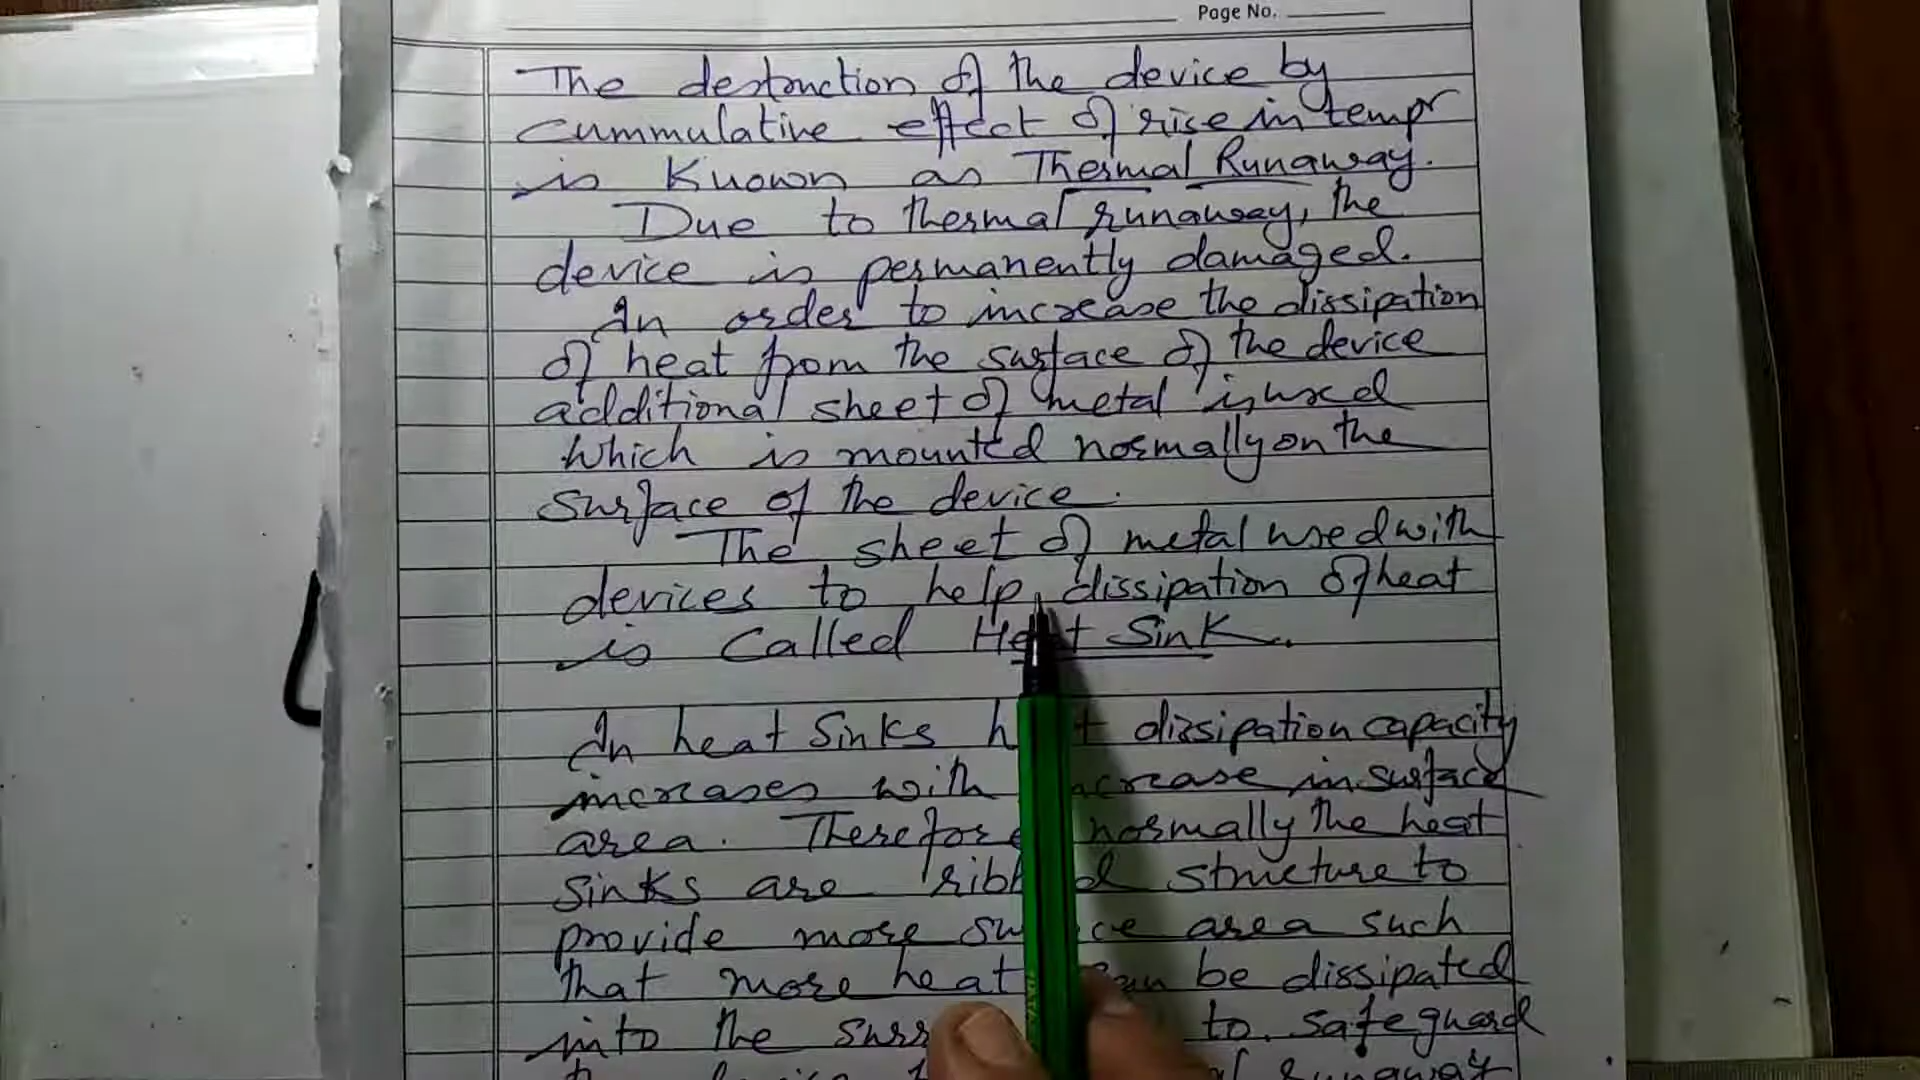 Page No.
The destruction of the device by
cummulative effect of rise in tempr
is Known as Thermal Runaway.
Due to thermal runaway, the
device is permanently damaged.
In order to increase the dissipation
of heat from the surface of the device
additional sheet of metal is used
which is mounted normally on the
surface of the device.
The sheet of metal used with
devices to help dissipation of heat
is called Heat Sink.
In heat Sinks dissipation capacity
increases with increase in surface
area. Therefore normally the heat
Sinks are ribbed structure to
provide more surface area such
that more heat can be dissipated
into the to safeguard
runaway